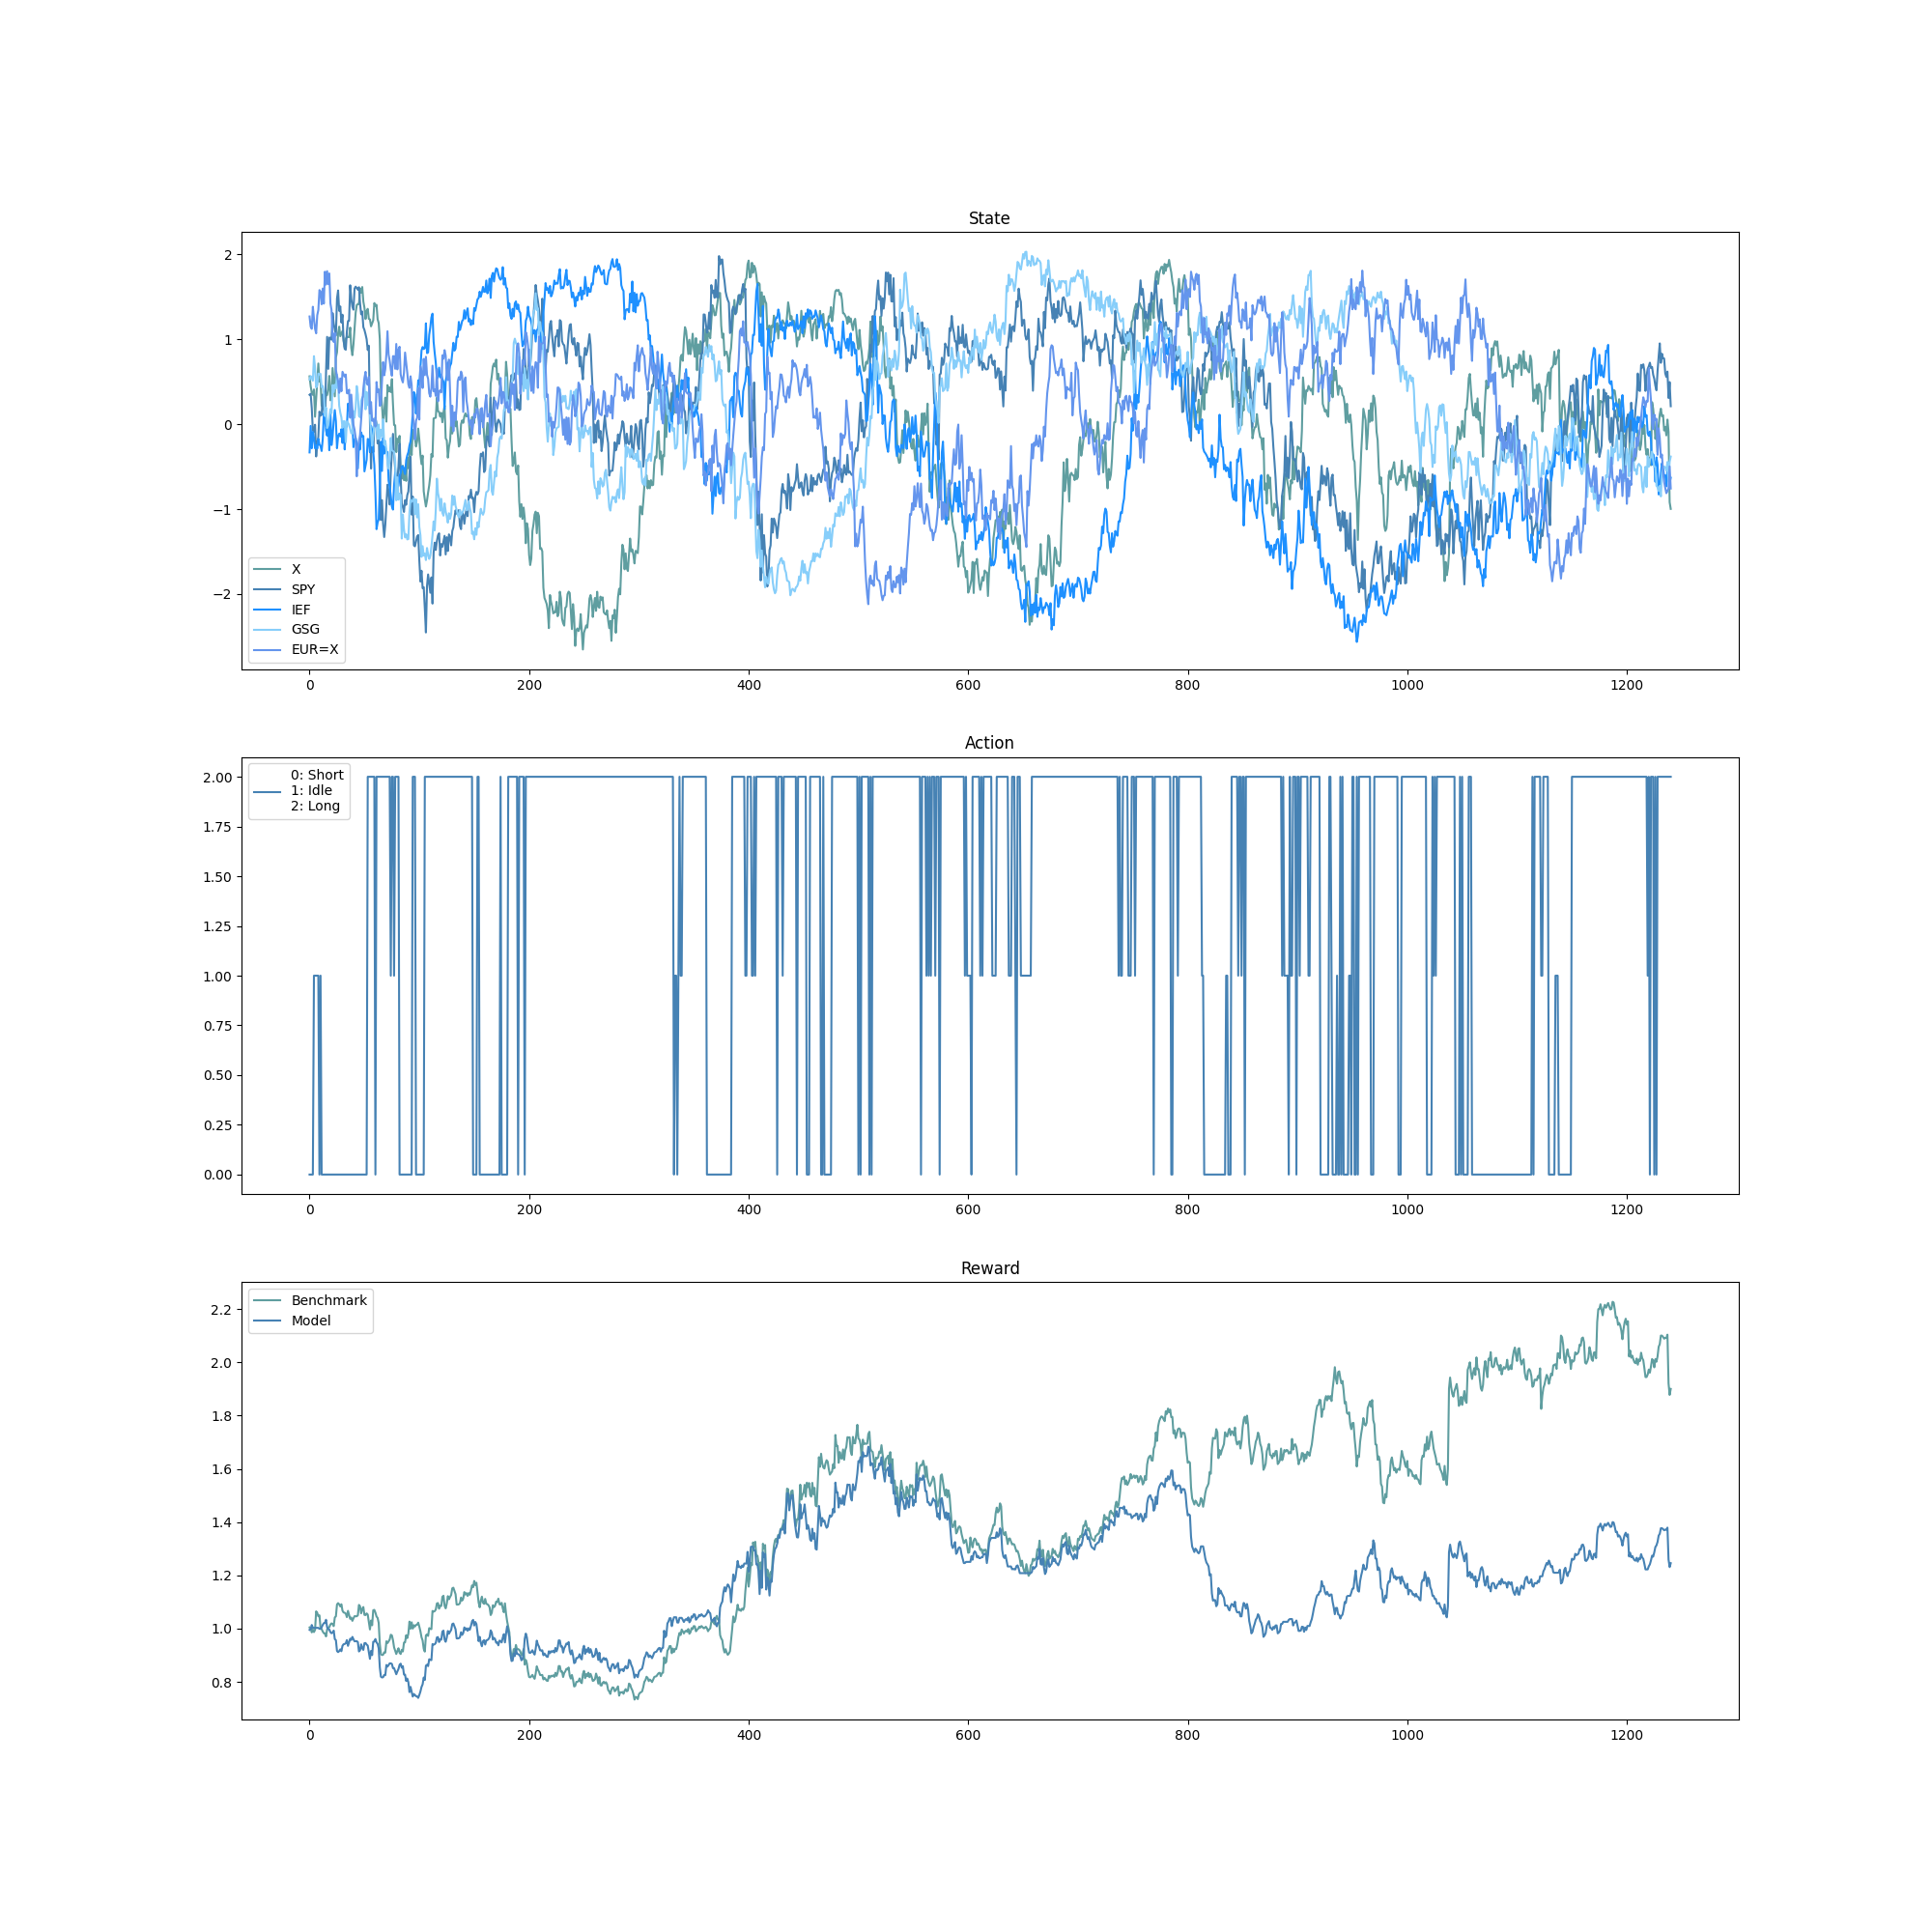 State
2
1
0
−1
−2
X
SPY
IEF
GSG
EUR=X
0 200 400 600 800 1000 1200
Action
2.00
1.75
1.50
1.25
1.00
0.75
0.50
0.25
0.00
0: Short
1: Idle
2: Long
0 200 400 600 800 1000 1200
Reward
2.2
2.0
1.8
1.6
1.4
1.2
1.0
0.8
Benchmark
Model
0 200 400 600 800 1000 1200